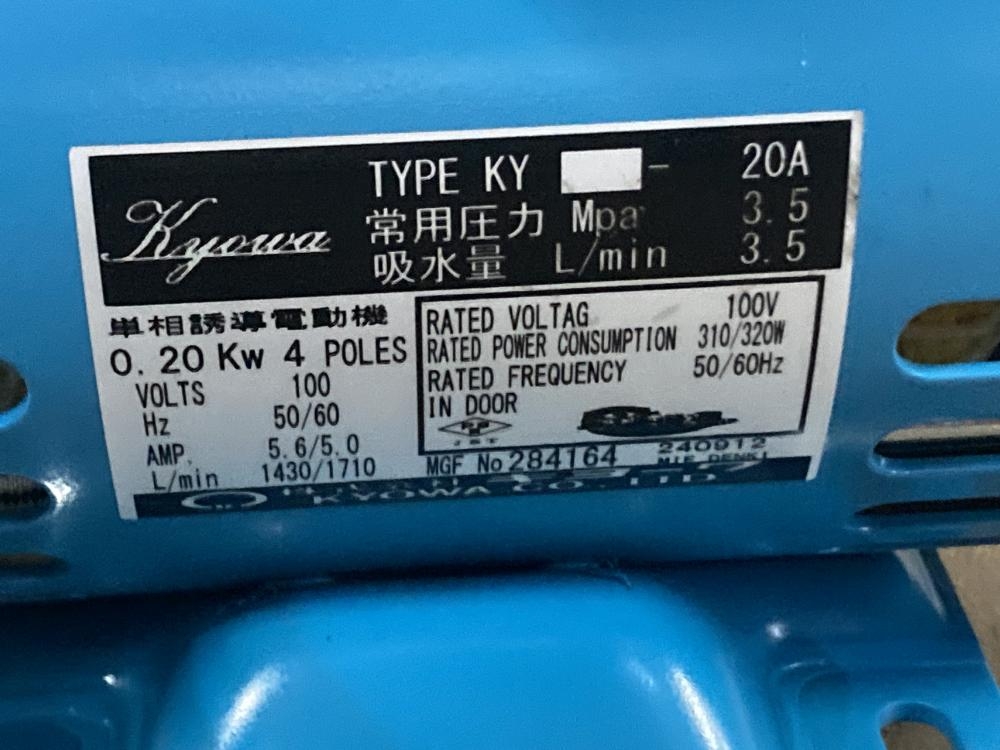 Kyowa
TYPE KY - 20A
常用圧力 Mpa 3.5
吸水量 L/min 3.5
単相誘導電動機
0.20 Kw 4 POLES
VOLTS 100
Hz 50/60
AMP. 5.6/5.0
L/min 1430/1710
RATED VOLTAG 100V
RATED POWER CONSUMPTION 310/320W
RATED FREQUENCY 50/60Hz
IN DOOR
MGF No 284164
240912
KYOWA CO., LTD